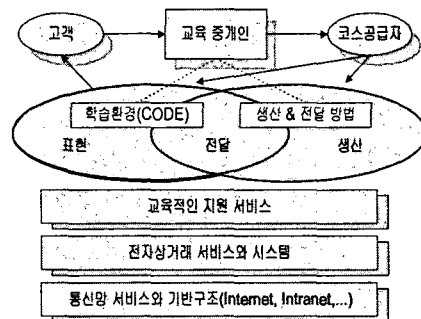 고객
교육 중개인
코스공급자
학습환경(CODE)
생산 & 전달 방법
표현
전달
생산
교육적인 지원 서비스
전자상거래 서비스와 시스템
통신망 서비스와 기반구조(Internet, Intranet,...)